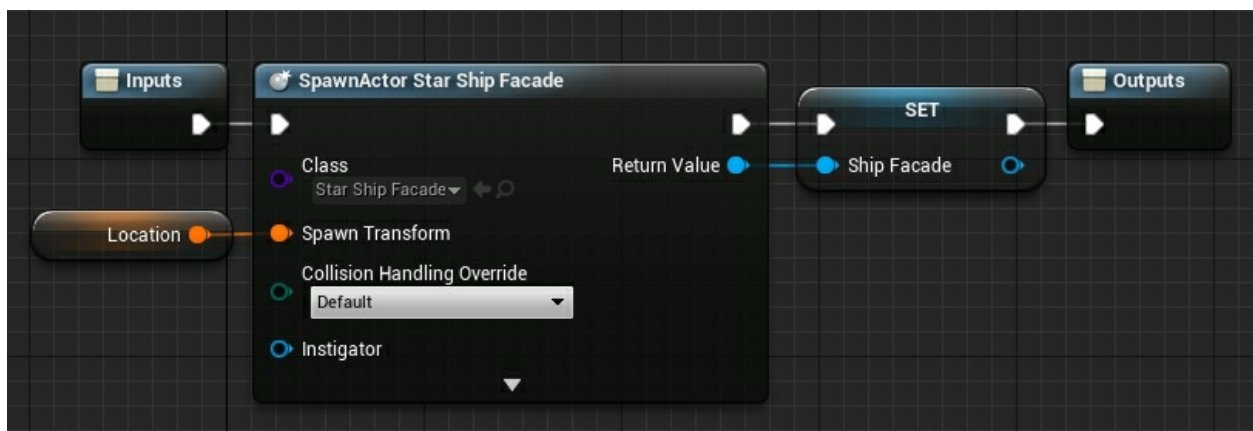 Inputs
SpawnActor Star Ship Facade
SET
Outputs
Class
Star Ship Facade
Return Value
Ship Facade
Location
Spawn Transform
Collision Handling Override
Default
Instigator